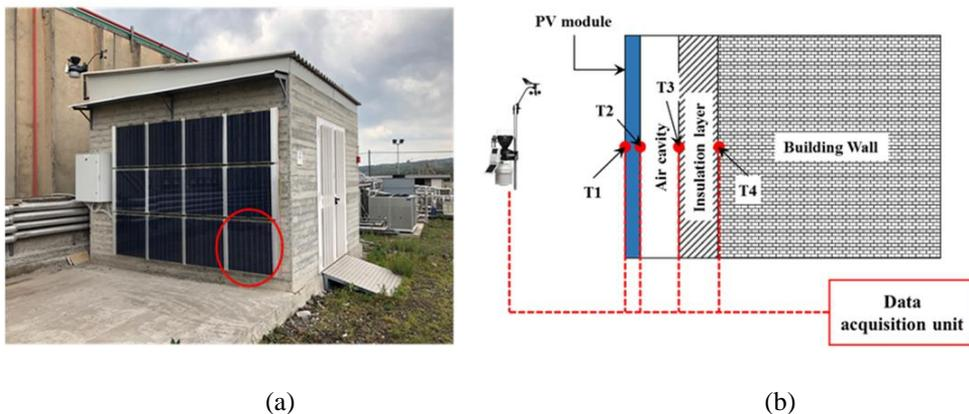 PV module
T3
T2
Air cavity
Insulation layer
Building Wall
T1
T4
Data
acquisition unit
(a)
(b)